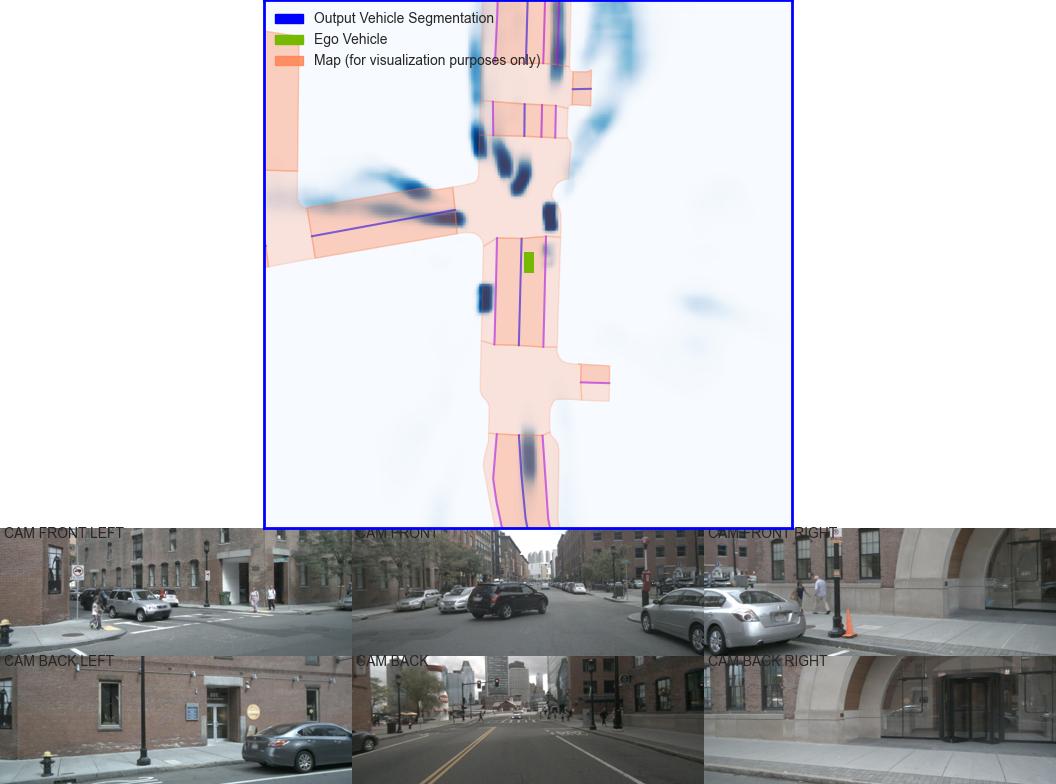 Output Vehicle Segmentation
Ego Vehicle
Map (for visualization purposes only)
CAM FRONT LEFT
CAM FRONT
CAM FRONT RIGHT
CAM BACK LEFT
CAM BACK
CAM BACK RIGHT